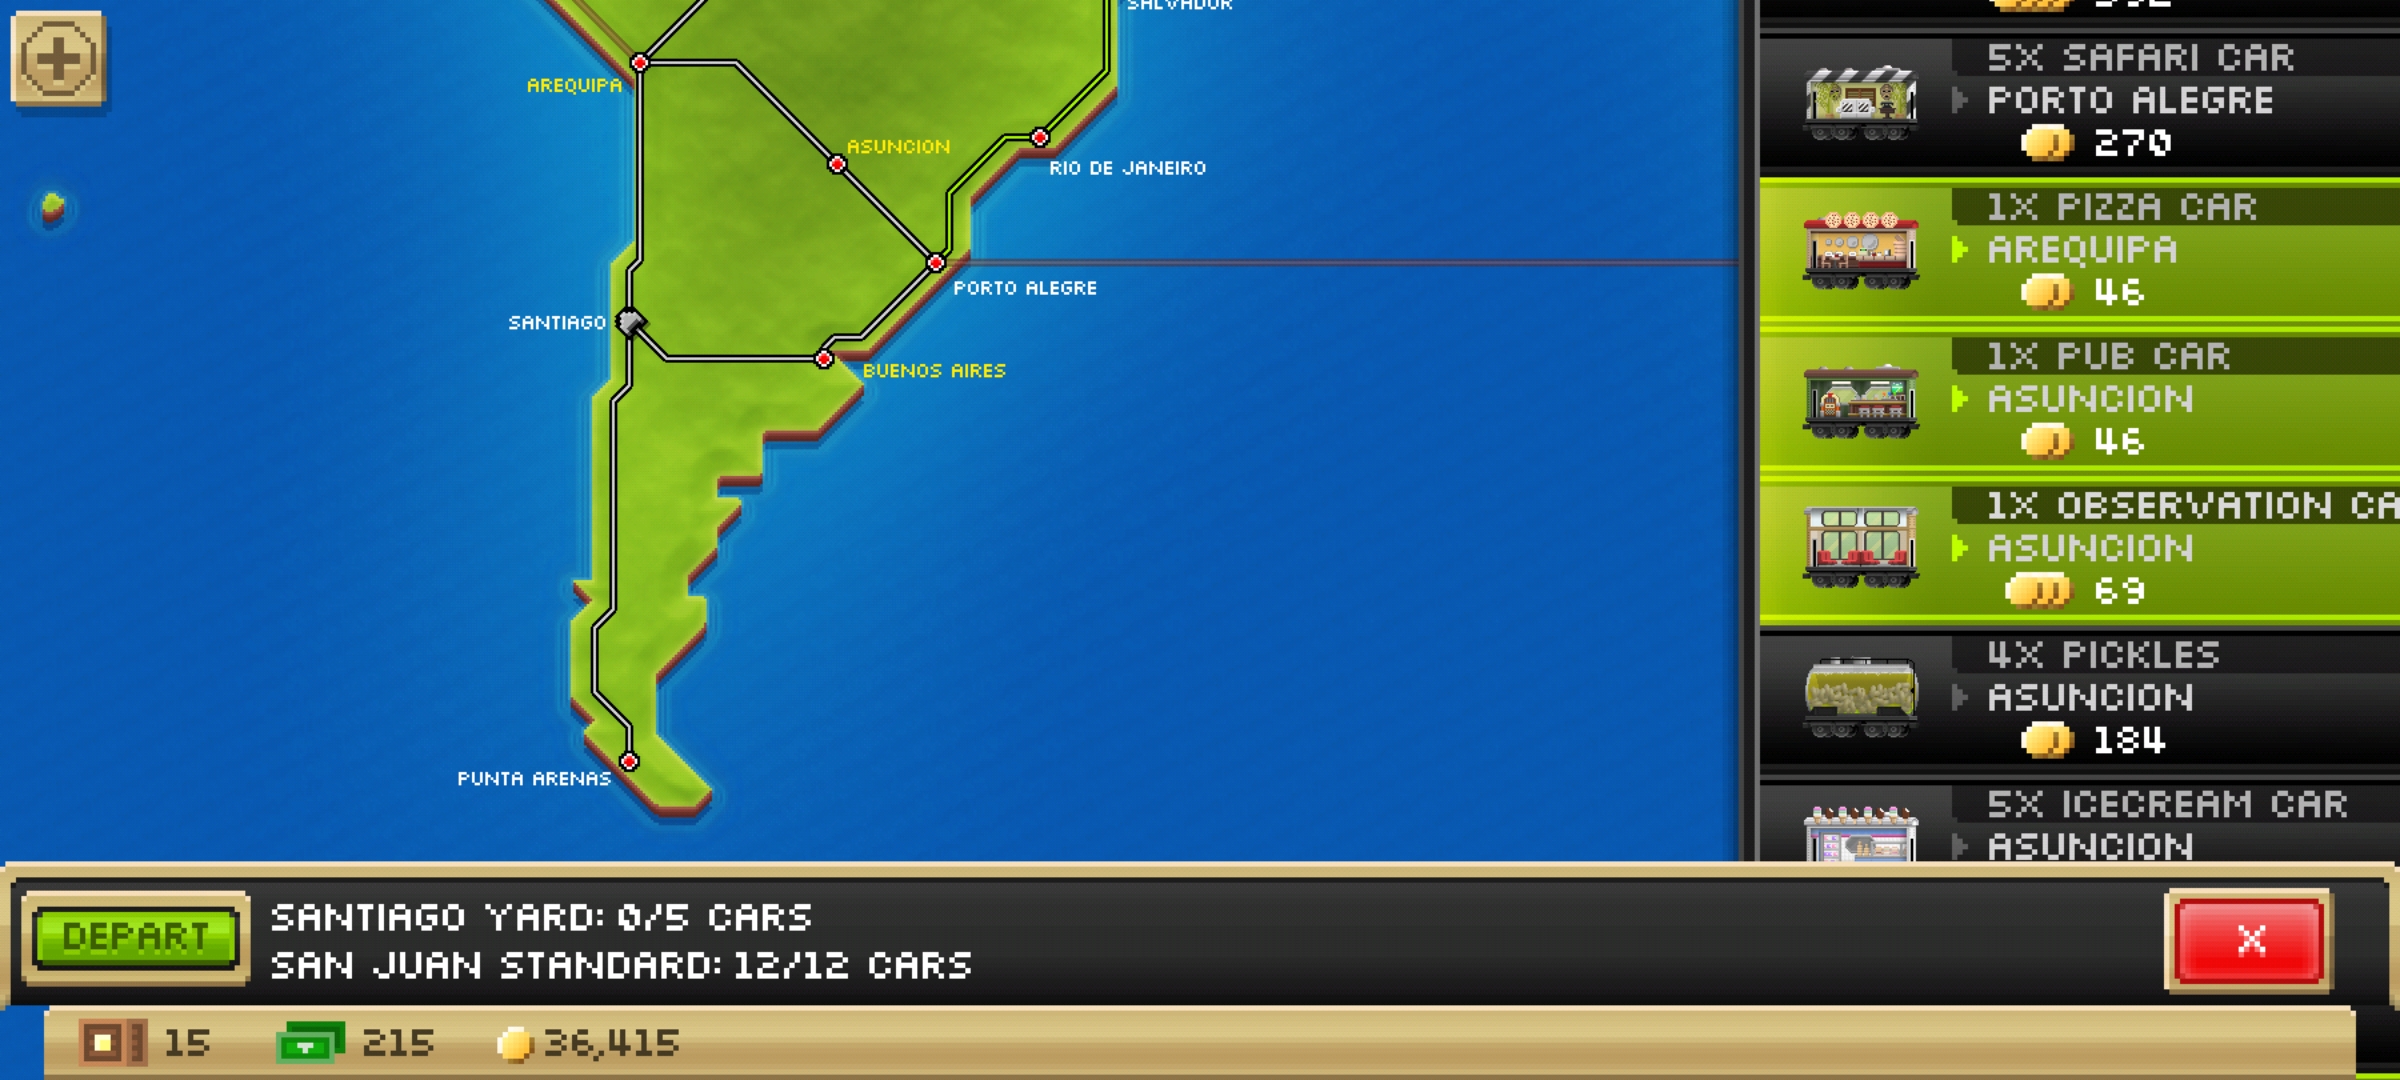 SALVADOR
AREQUIPA
ASUNCION
RIO DE JANEIRO
PORTO ALEGRE
SANTIAGO
BUENOS AIRES
PUNTA ARENAS
5X SAFARI CAR
PORTO ALEGRE
270
1X PIZZA CAR
AREQUIPA
46
1X PUB CAR
ASUNCION
46
1X OBSERVATION CA
ASUNCION
69
4X PICKLES
ASUNCION
184
5X ICECREAM CAR
ASUNCION
DEPART
SANTIAGO YARD: 0/5 CARS
SAN JUAN STANDARD: 12/12 CARS
X
15
215
36,415